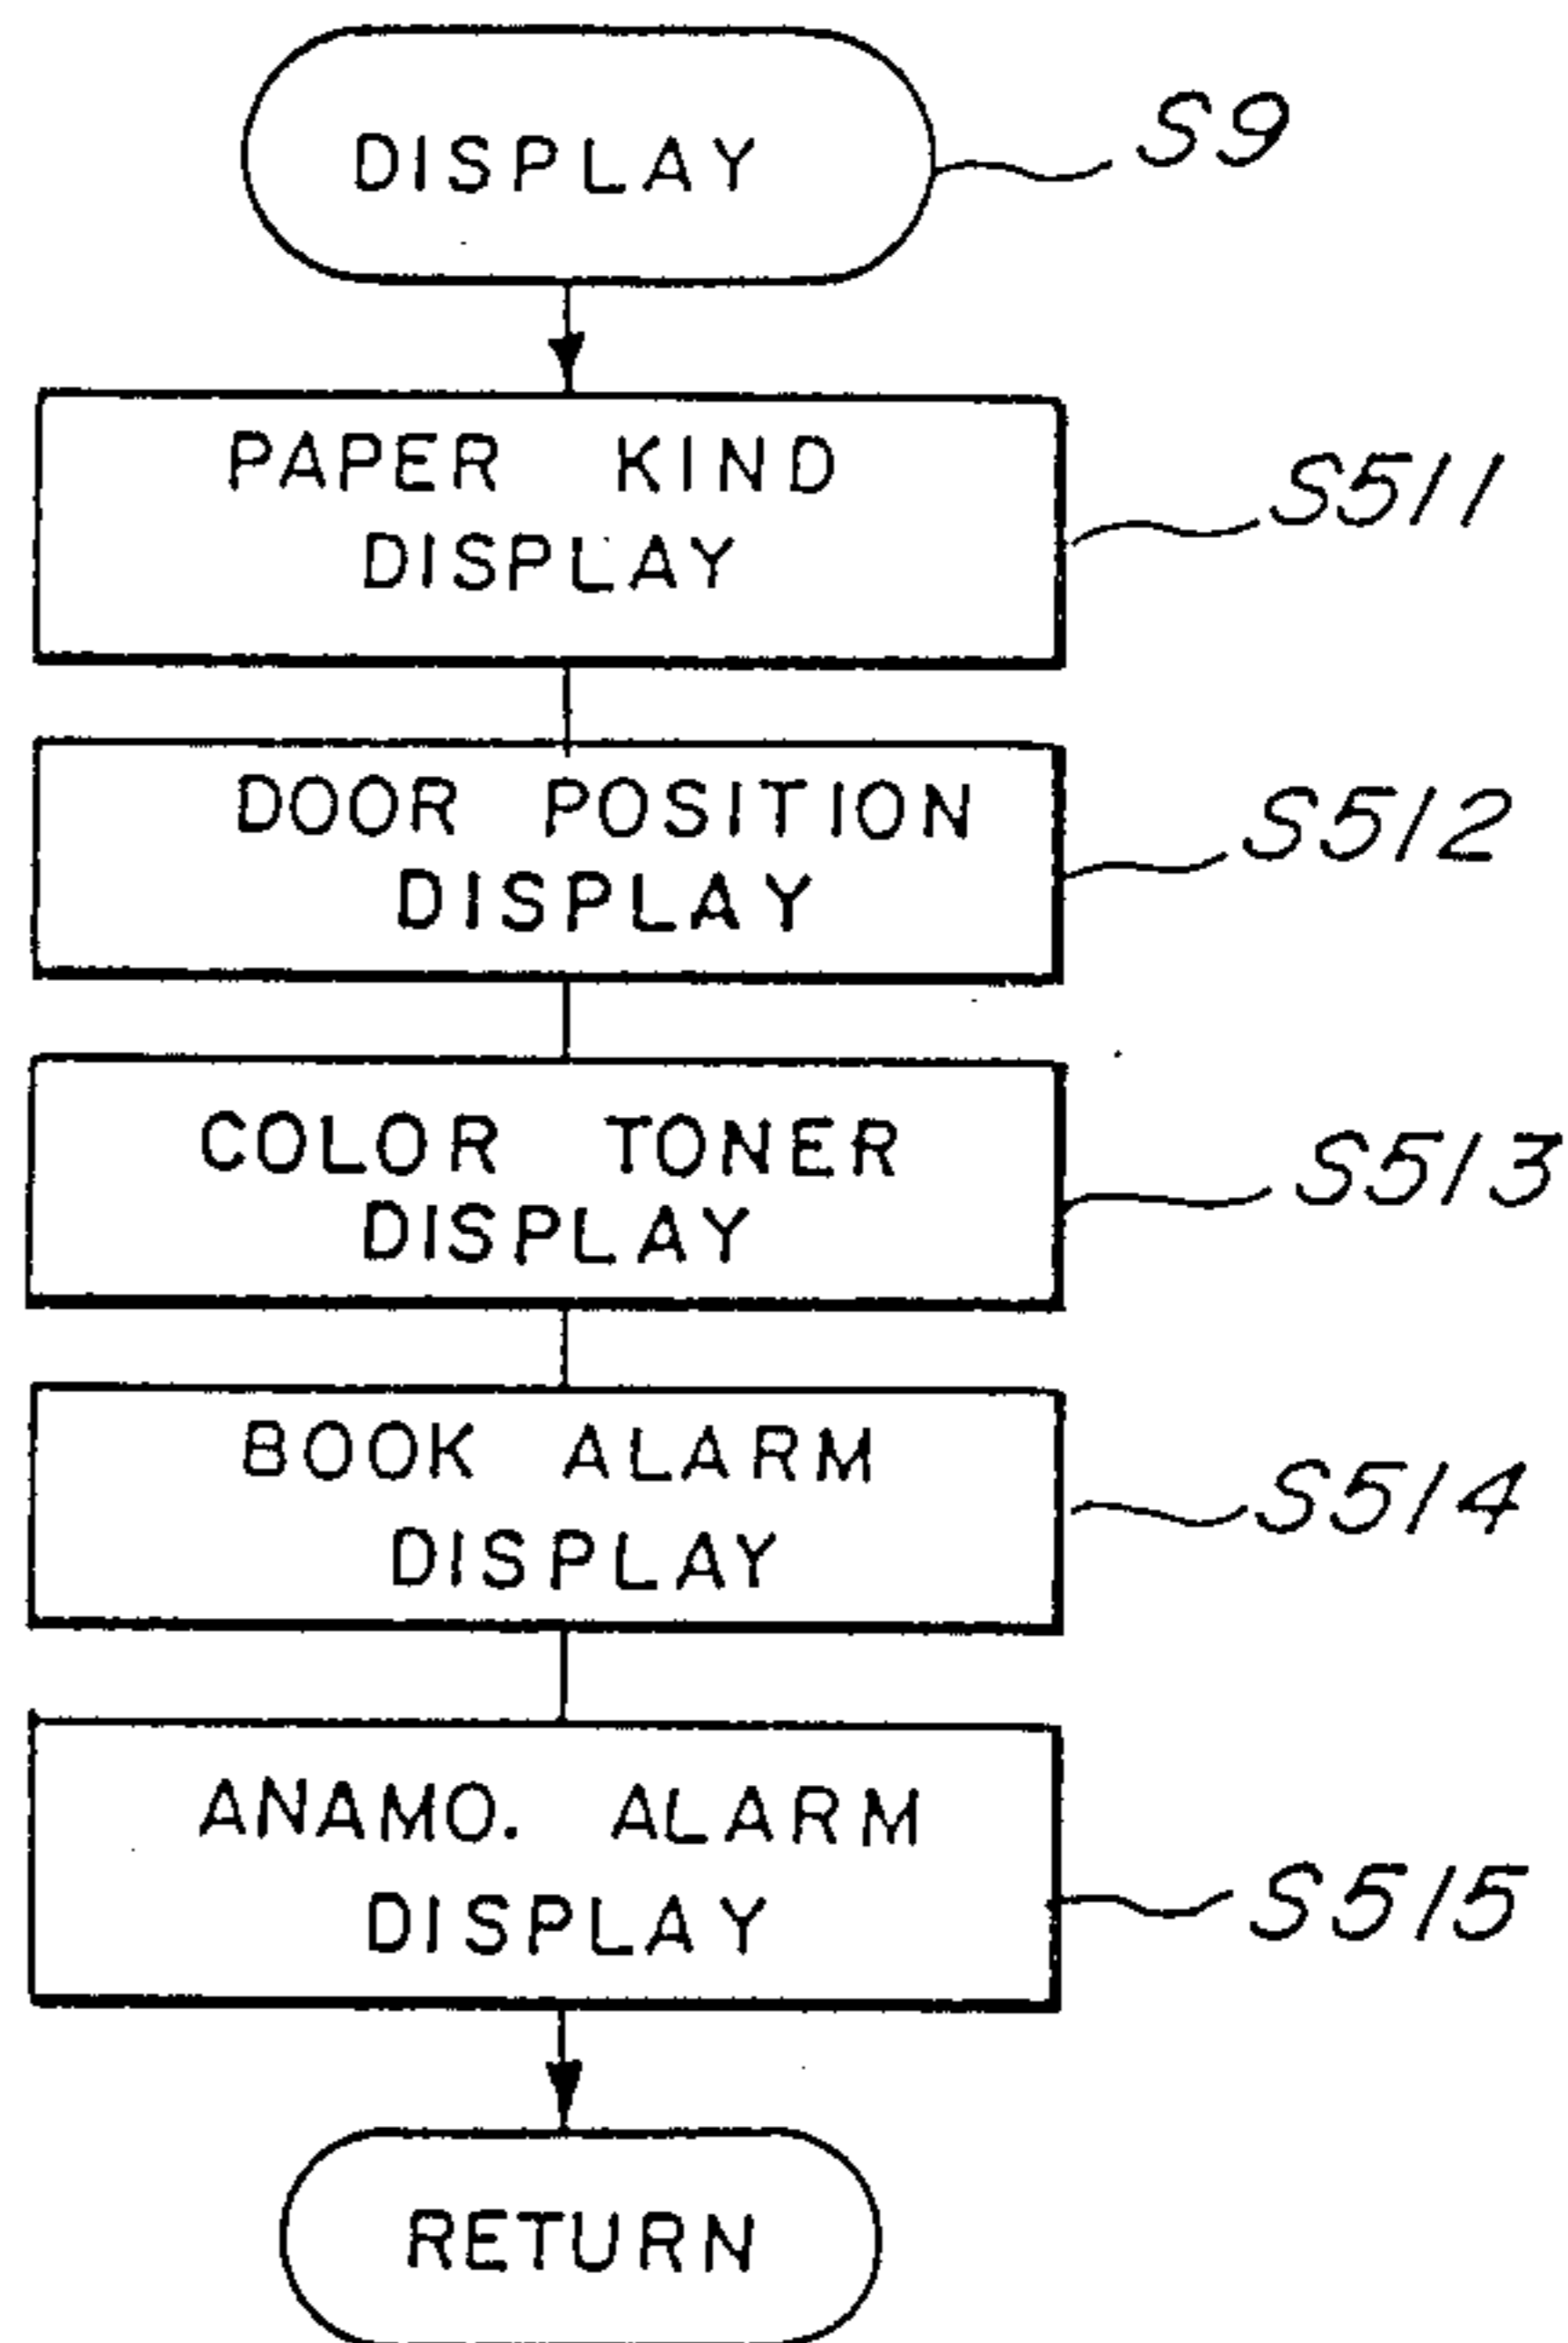 DISPLAY
S9
PAPER KIND
DISPLAY
S511
DOOR POSITION
DISPLAY
S512
COLOR TONER
DISPLAY
S513
BOOK ALARM
DISPLAY
S514
ANAMO. ALARM
DISPLAY
S515
RETURN